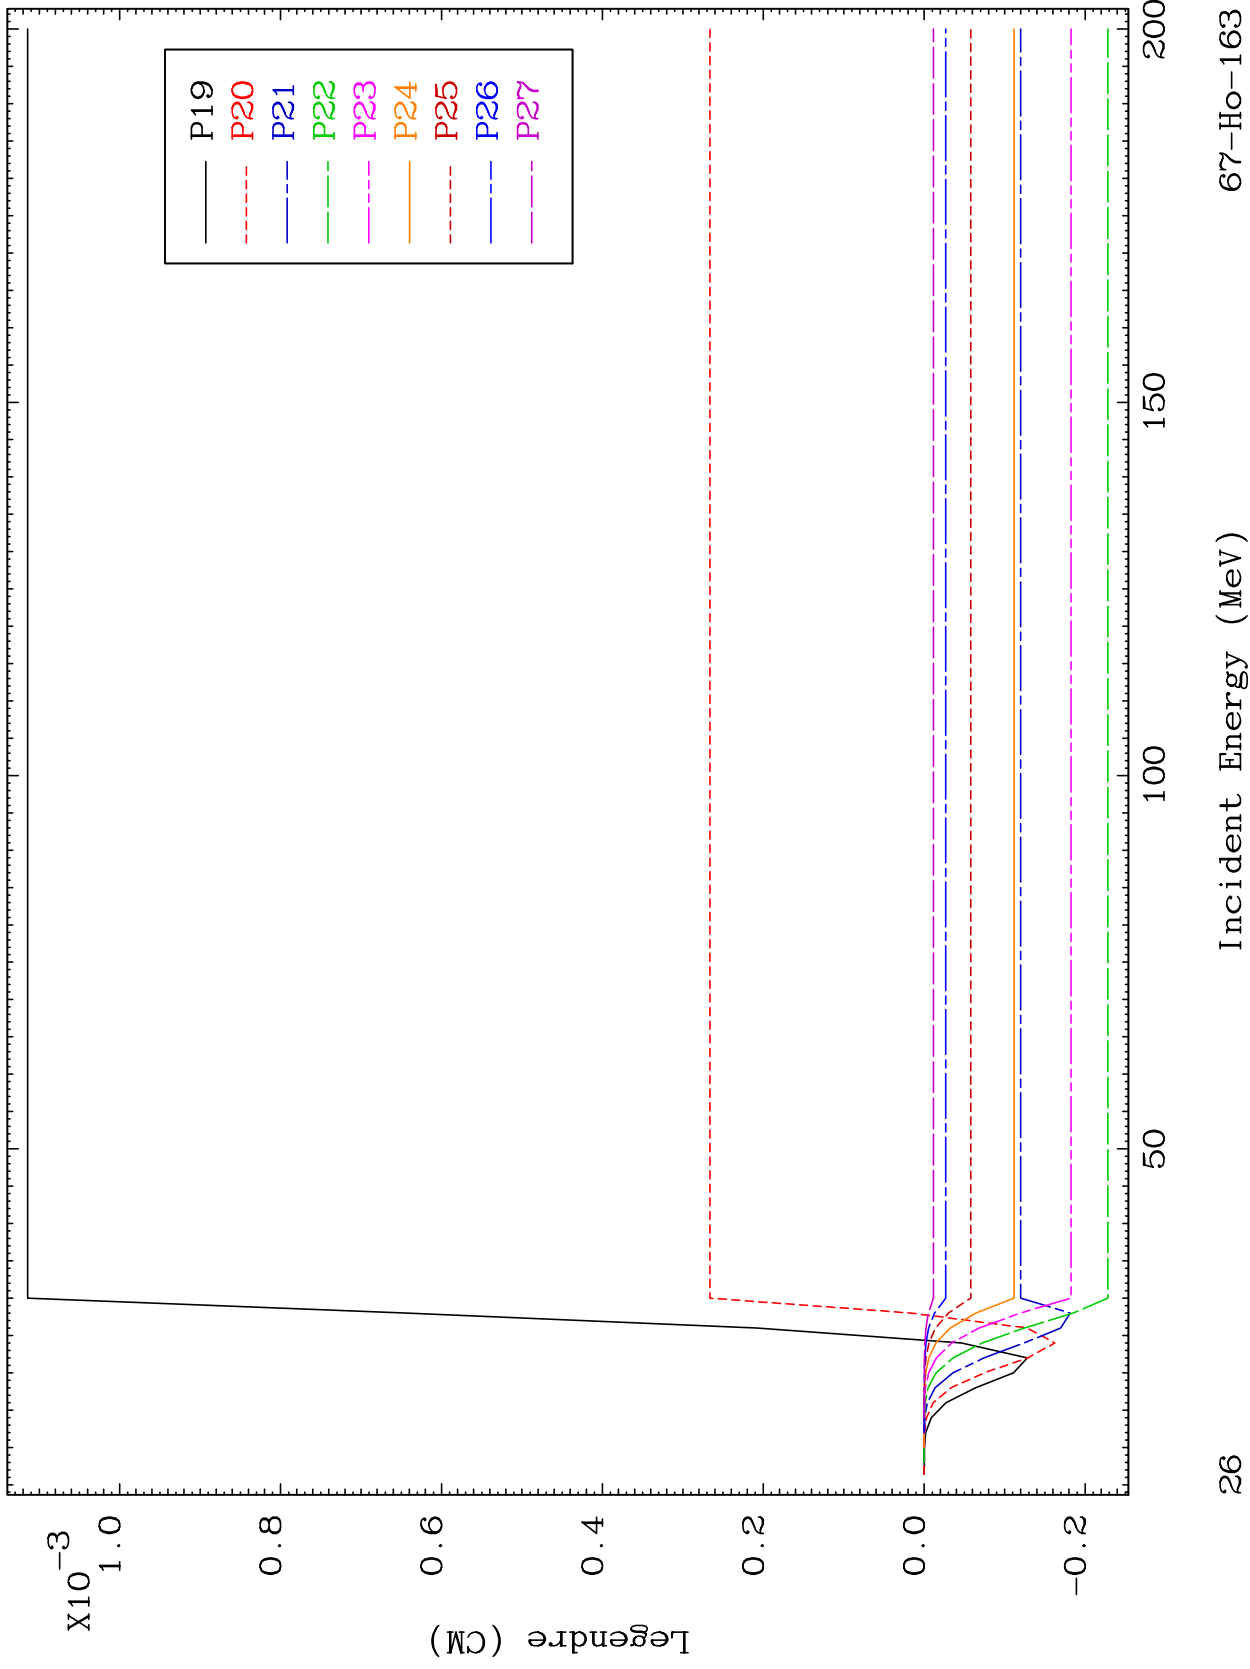 X10-3
1.0
0.8
0.6
0.4
0.2
0.0
-0.2
Legendre (CM)
P19
P20
P21
P22
P23
P24
P25
P26
P27
50
100
150
200
26
Incident Energy (MeV)
67-Ho-163